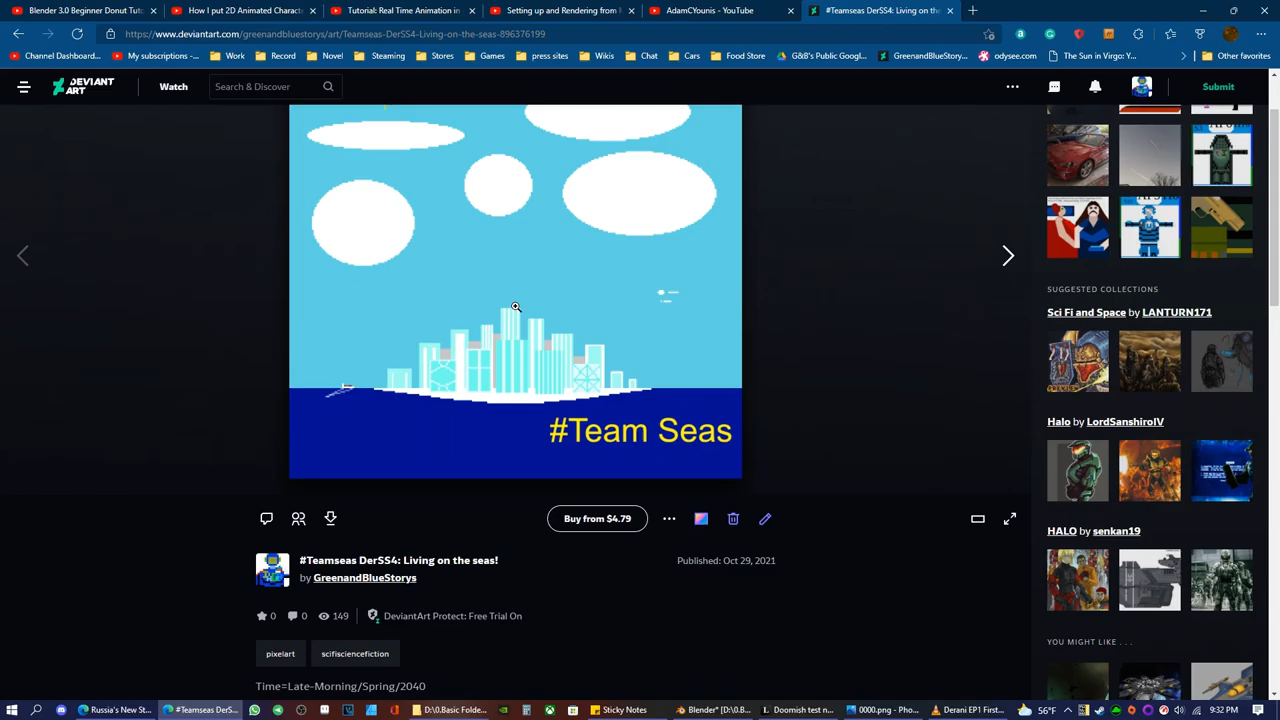 Blender 3.0 Beginner Donut Tuto
How I put 2D Animated Characte
Tutorial: Real Time Animation in
Setting up and Rendering from M
AdamCYounis - YouTube
#Teamseas DerSS4: Living on the
https://www.deviantart.com/greenandbluestorys/art/Teamseas-DerSS4-Living-on-the-seas-896376199
Channel Dashboard...
My subscriptions -...
Work
Record
Novel
Steaming
Stores
Games
psshops
Wikis
Chat
Cars
Food Store
G&B's Public Googl...
GreenandBlueStory...
odysee.com
The Sun in Virgo: Y...
Other favorites
DEVIANT ART
Watch
Search & Discover
Submit
#Team Seas
SUGGESTED COLLECTIONS
Sci Fi and Space by LANTURN171
Halo by LordSanshiroIV
HALO by senkan19
YOU MIGHT LIKE . . .
Buy from $4.79
#Teamseas DerSS4: Living on the seas!
by GreenandBlueStorys
Published: Oct 29, 2021
0
0
149
DeviantArt Protect: Free Trial On
pixelart
scifisciencefiction
Time=Late-Morning/Spring/2040
Russia's New St...
#Teamseas DerS...
D:\0.Basic Folde...
Sticky Notes
Blender* [D:\0.B...
Doomish test n...
0000.png - Pho...
Derani EP1 First...
56°F
9:32 PM